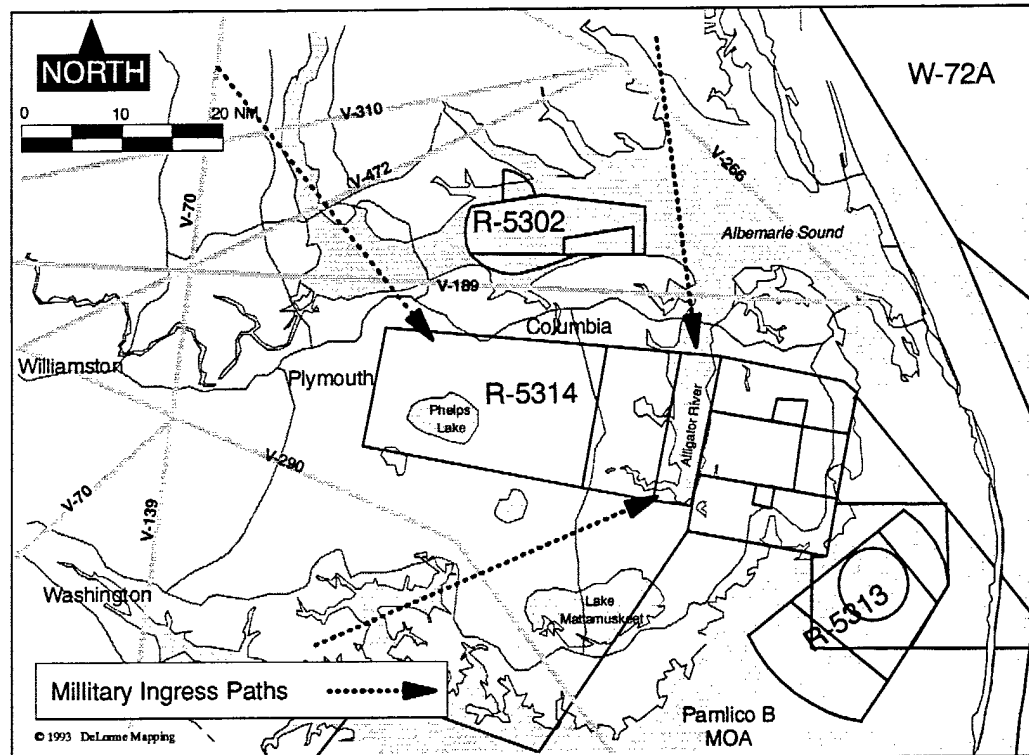 NORTH
0 10 20 NM
W-72A
V-310
V-472
V-70
V-266
R-5302
Albemarle Sound
V-189
Columbia
Williamston
Plymouth
R-5314
Phelps
Lake
Alligator River
V-290
V-70
V-139
Washington
Lake
Mattamuskeet
R-5313
Millitary Ingress Paths
Pamlico B
MOA
© 1993 DeLorme Mapping